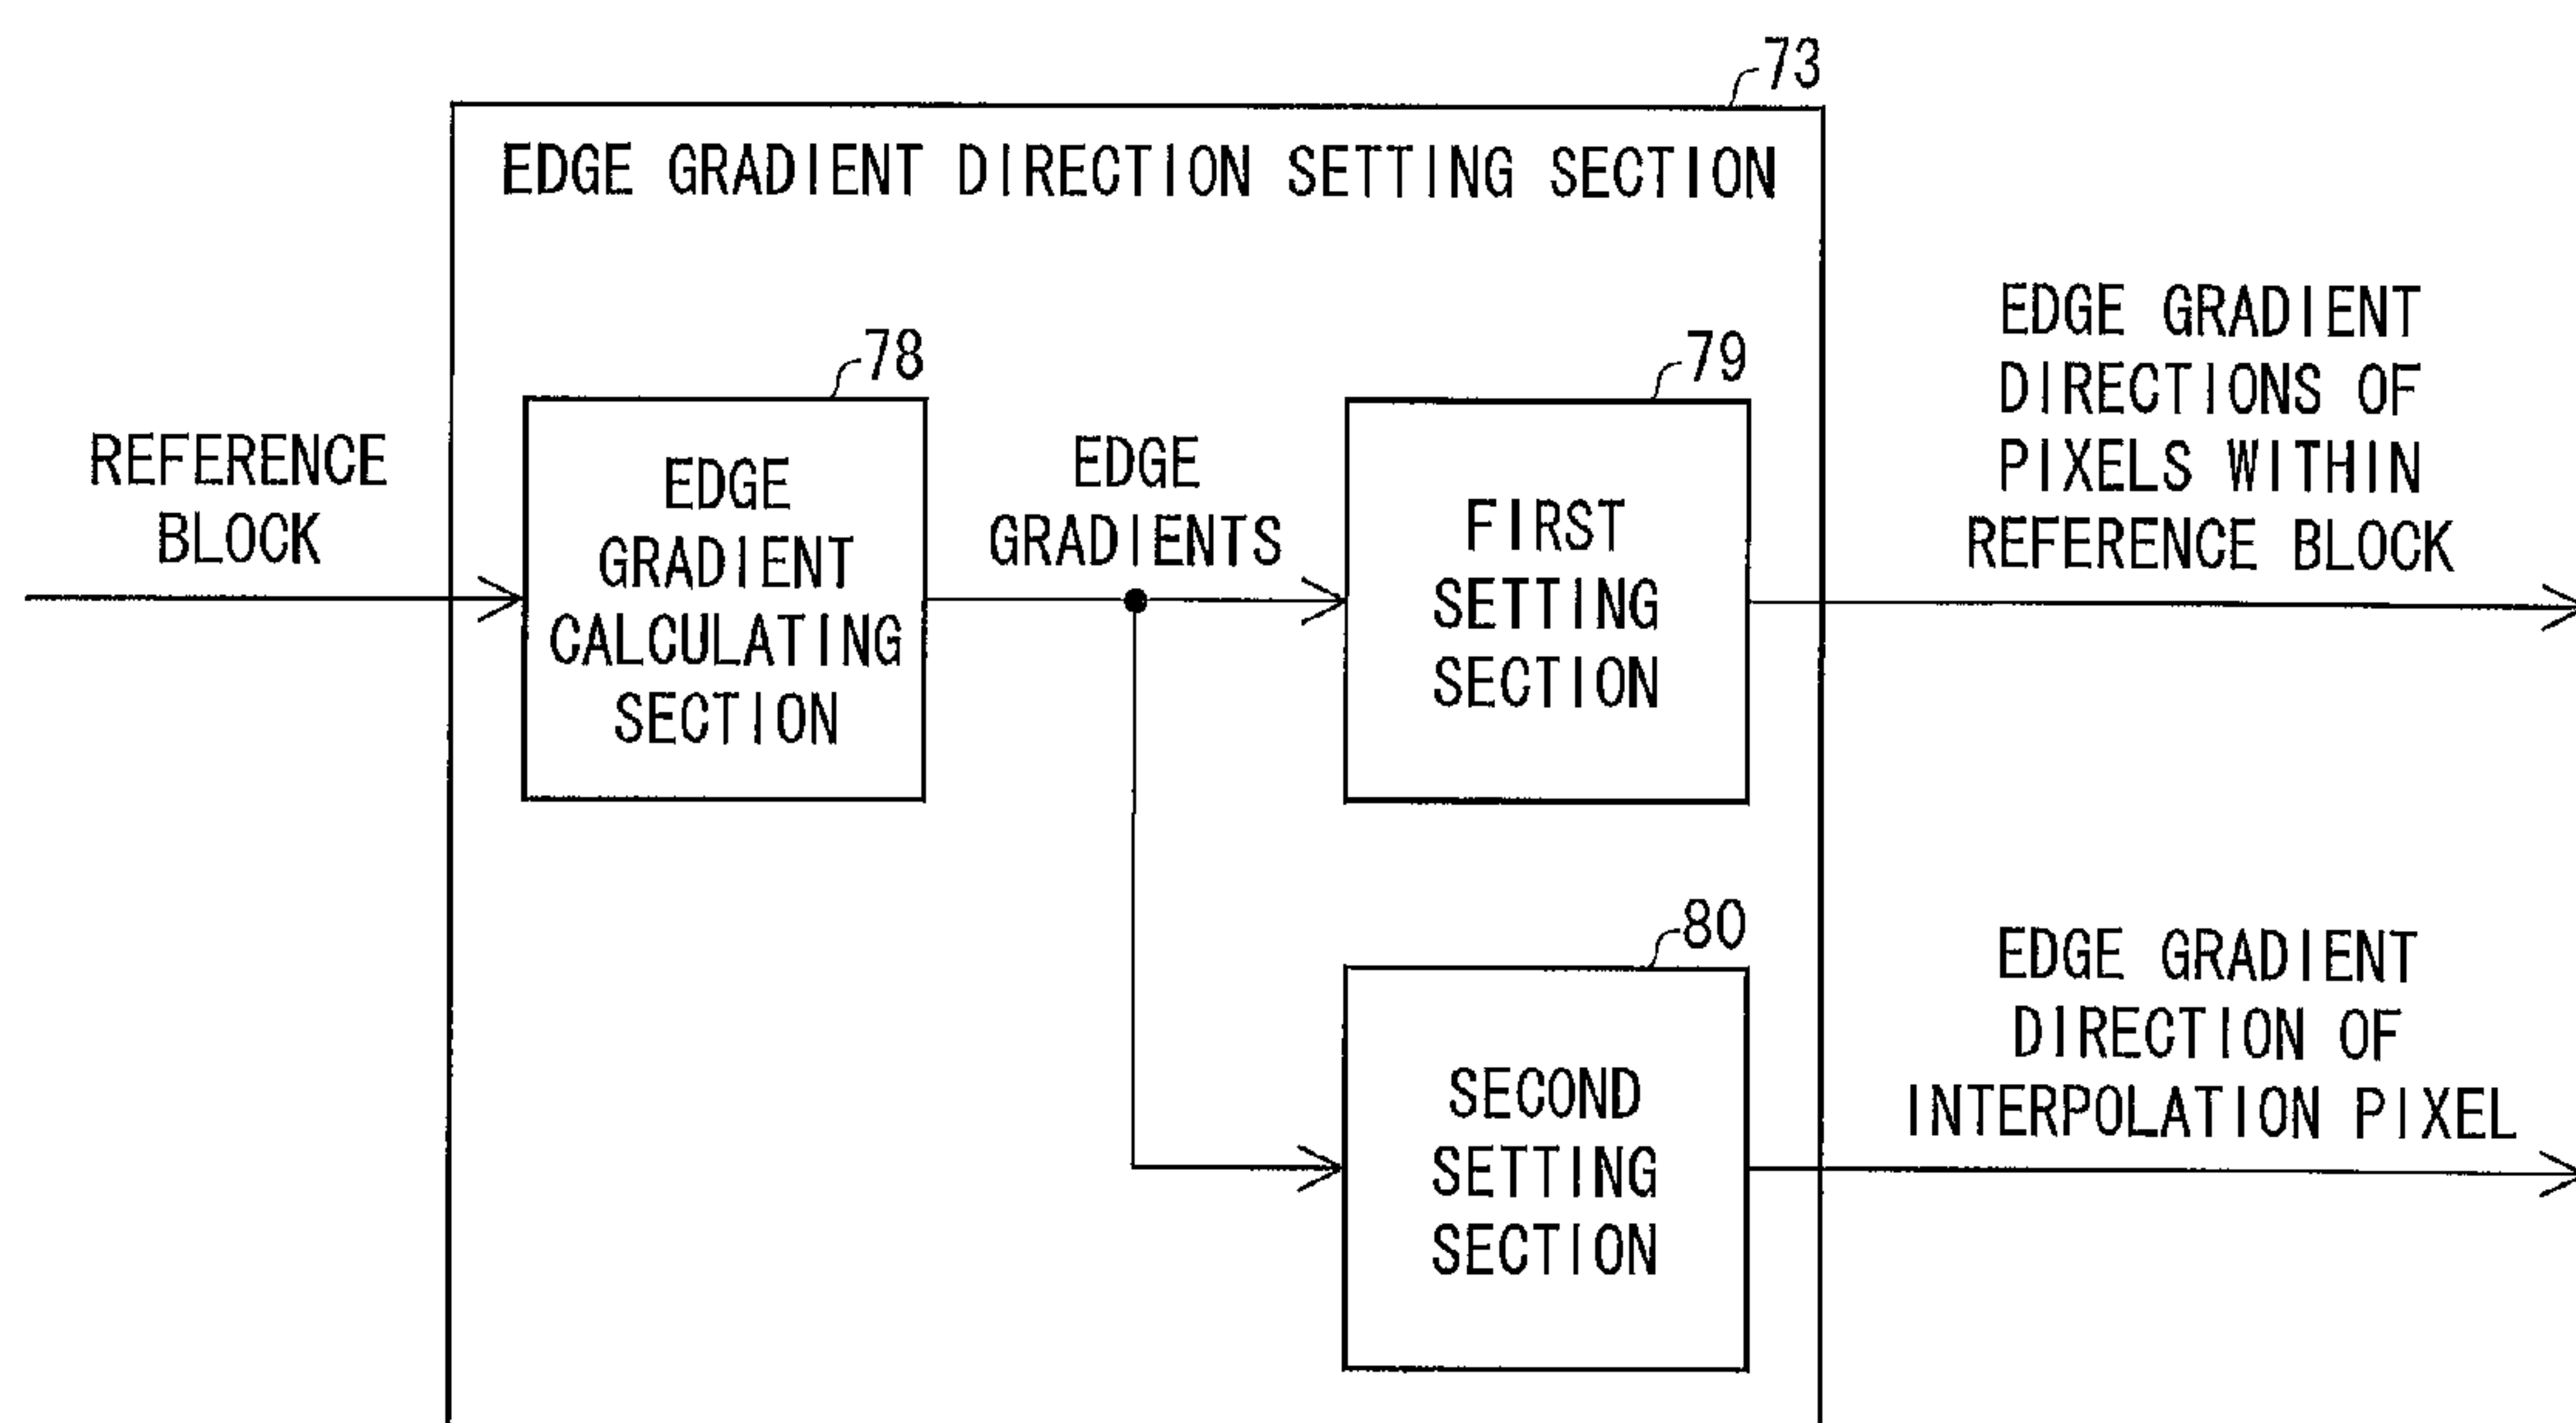 73
EDGE GRADIENT DIRECTION SETTING SECTION
REFERENCE
BLOCK
78
EDGE
GRADIENT
CALCULATING
SECTION
EDGE
GRADIENTS
79
FIRST
SETTING
SECTION
EDGE GRADIENT
DIRECTIONS OF
PIXELS WITHIN
REFERENCE BLOCK
80
SECOND
SETTING
SECTION
EDGE GRADIENT
DIRECTION OF
INTERPOLATION PIXEL